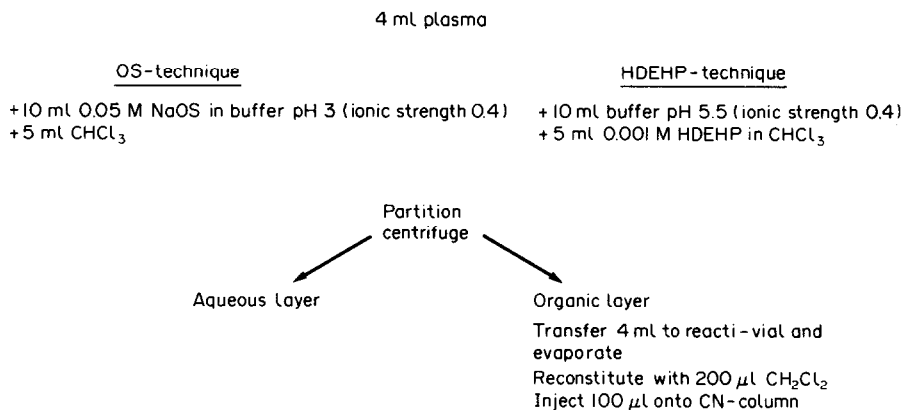 4 ml plasma
OS-technique
+10 ml 0.05 M NaOS in buffer pH 3 (ionic strength 0.4)
+5 ml CHCl₃
HDEHP-technique
+10 ml buffer pH 5.5 (ionic strength 0.4)
+5 ml 0.001 M HDEHP in CHCl₃
Partition
centrifuge
Aqueous layer
Organic layer
Transfer 4 ml to reacti-vial and
evaporate
Reconstitute with 200 μl CH₂Cl₂
Inject 100 μl onto CN-column